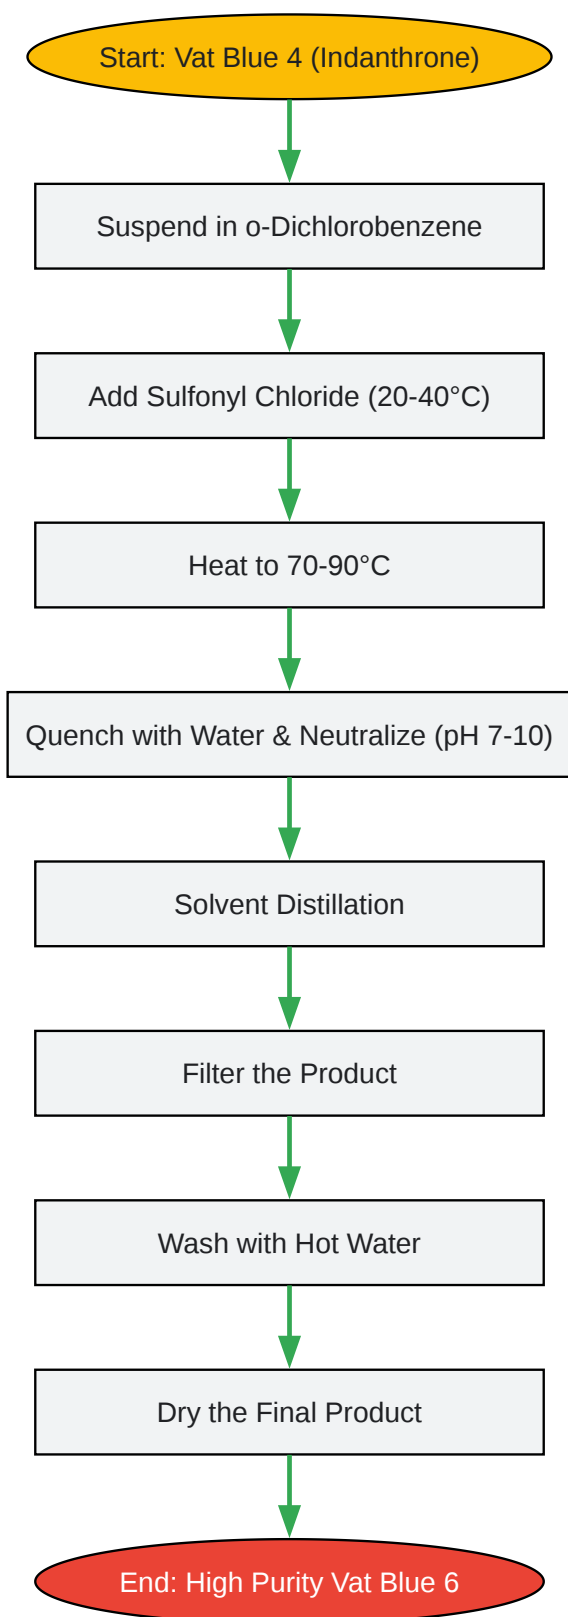 Start: Vat Blue 4 (Indanthrone)
Suspend in o-Dichlorobenzene
Add Sulfonyl Chloride (20-40°C)
Heat to 70-90°C
Quench with Water & Neutralize (pH 7-10)
Solvent Distillation
Filter the Product
Wash with Hot Water
Dry the Final Product
End: High Purity Vat Blue 6